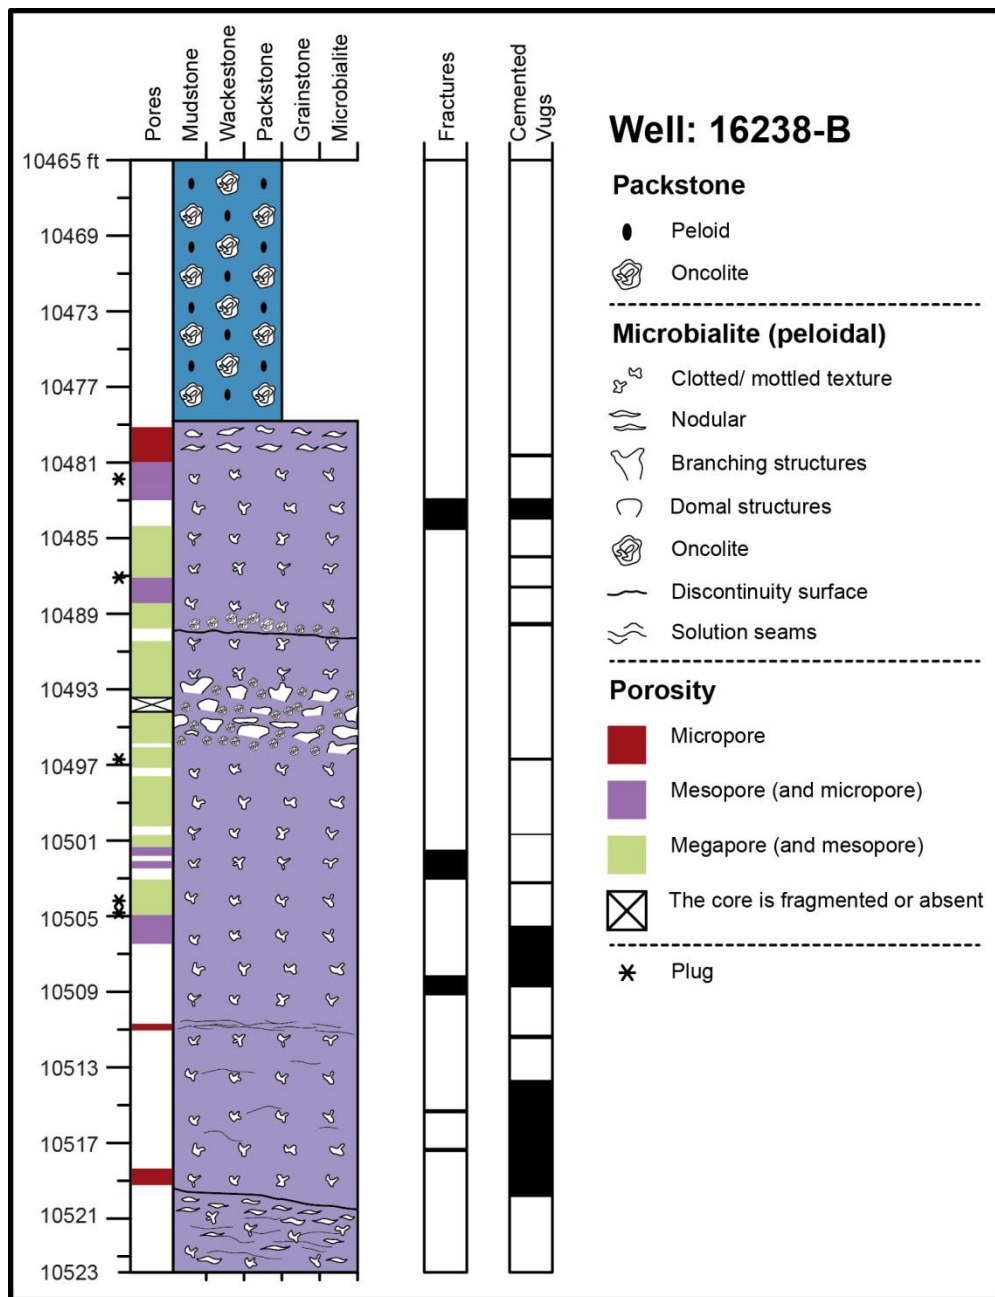 Pores
Mudstone
Wackestone
Packstone
Grainstone
Microbialite
Fractures
Cemented
Vugs
10465 ft
10469
10473
10477
10481
10485
10489
10493
10497
10501
10505
10509
10513
10517
10521
10523
Well: 16238-B
Packstone
Peloid
Oncolite
Microbialite (peloidal)
Clotted/ mottled texture
Nodular
Branching structures
Domal structures
Oncolite
Discontinuity surface
Solution seams
Porosity
Micropore
Mesopore (and micropore)
Megapore (and mesopore)
The core is fragmented or absent
Plug